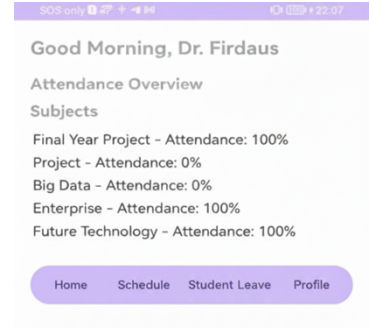 SOS only 22:07
Good Morning, Dr. Firdaus
Attendance Overview
Subjects
Final Year Project - Attendance: 100%
Project - Attendance: 0%
Big Data - Attendance: 0%
Enterprise - Attendance: 100%
Future Technology - Attendance: 100%
Home Schedule Student Leave Profile